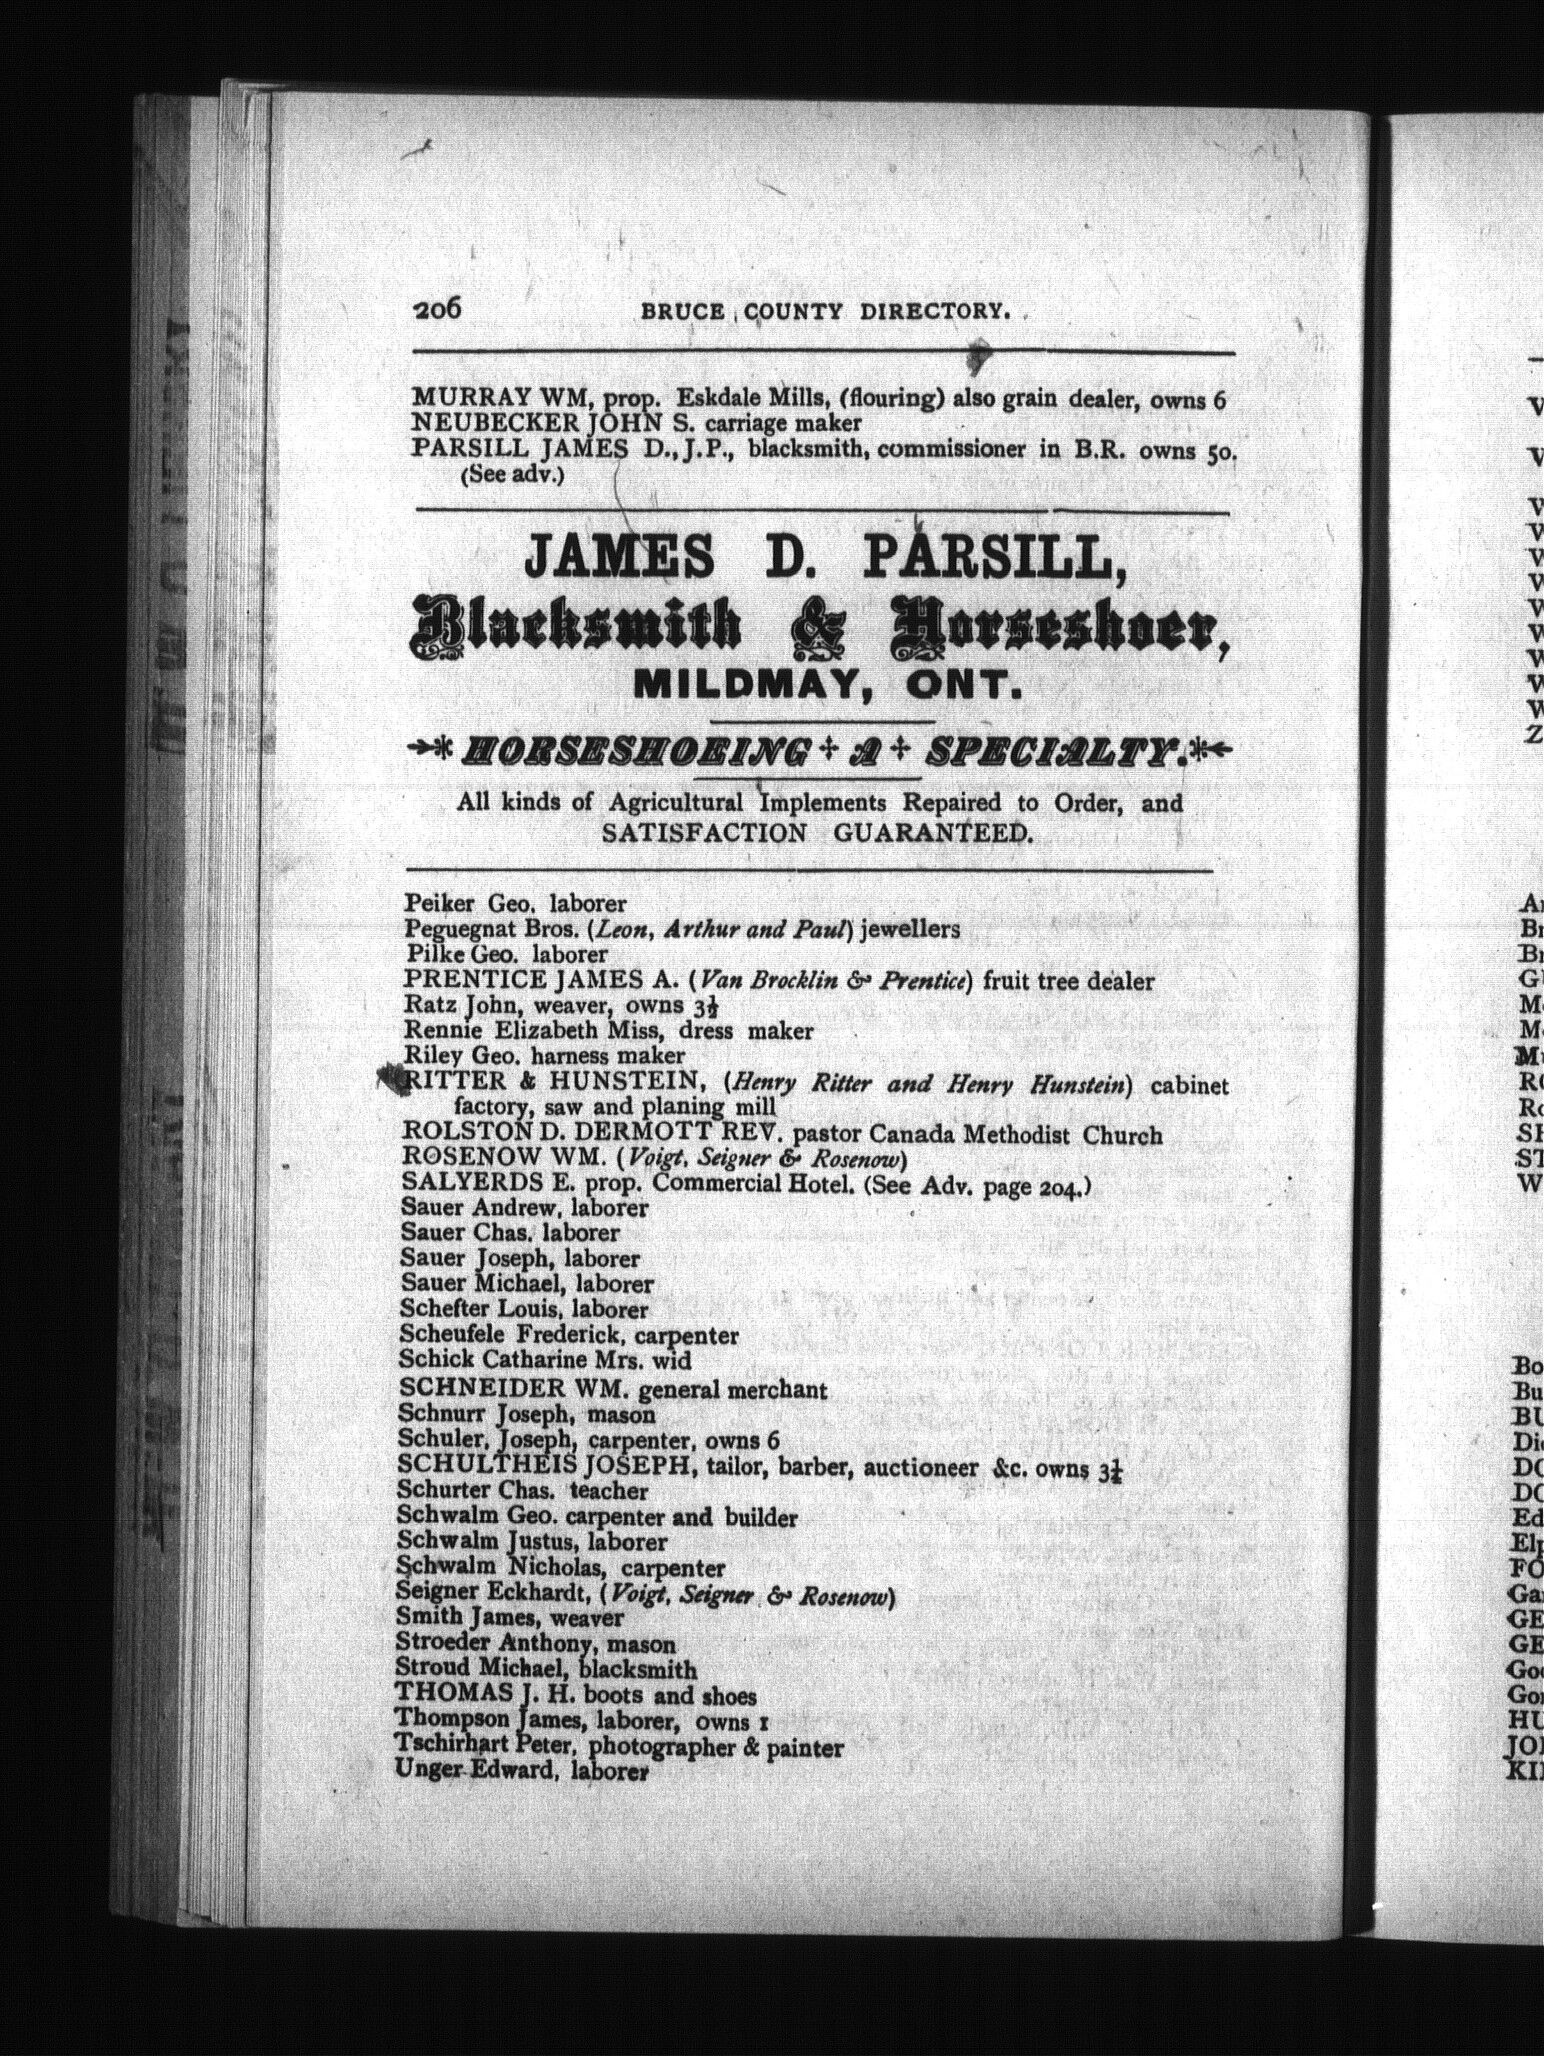 206 BRUCE COUNTY DIRECTORY.
MURRAY WM, prop. Eskdale Mills, (flouring) also grain dealer, owns 6
NEUBECKER JOHN S. carriage maker
PARSILL JAMES D., J.P., blacksmith, commissioner in B.R. owns 50.
(See adv.)
JAMES D. PARSILL,
Blacksmith & Horseshoer,
MILDMAY, ONT.
HORSESHOEING A SPECIALTY.
All kinds of Agricultural Implements Repaired to Order, and
SATISFACTION GUARANTEED.
Peiker Geo. laborer
Peguegnat Bros. (Leon, Arthur and Paul) jewellers
Pilke Geo. laborer
PRENTICE JAMES A. (Van Brocklin & Prentice) fruit tree dealer
Ratz John, weaver, owns 3½
Rennie Elizabeth Miss, dress maker
Riley Geo. harness maker
RITTER & HUNSTEIN, (Henry Ritter and Henry Hunstein) cabinet
factory, saw and planing mill
ROLSTON D. DERMOTT REV. pastor Canada Methodist Church
ROSENOW WM. (Voigt, Seigner & Rosenow)
SALYERDS E. prop. Commercial Hotel. (See Adv. page 204.)
Sauer Andrew, laborer
Sauer Chas. laborer
Sauer Joseph, laborer
Sauer Michael, laborer
Schefter Louis, laborer
Scheufele Frederick, carpenter
Schick Catharine Mrs. wid
SCHNEIDER WM. general merchant
Schnurr Joseph, mason
Schuler, Joseph, carpenter, owns 6
SCHULTHEIS JOSEPH, tailor, barber, auctioneer &c. owns 3½
Schurter Chas. teacher
Schwalm Geo. carpenter and builder
Schwalm Justus, laborer
Schwalm Nicholas, carpenter
Seigner Eckhardt, (Voigt, Seigner & Rosenow)
Smith James, weaver
Stroeder Anthony, mason
Stroud Michael, blacksmith
THOMAS J. H. boots and shoes
Thompson James, laborer, owns 1
Tschirhart Peter, photographer & painter
Unger Edward, laborer